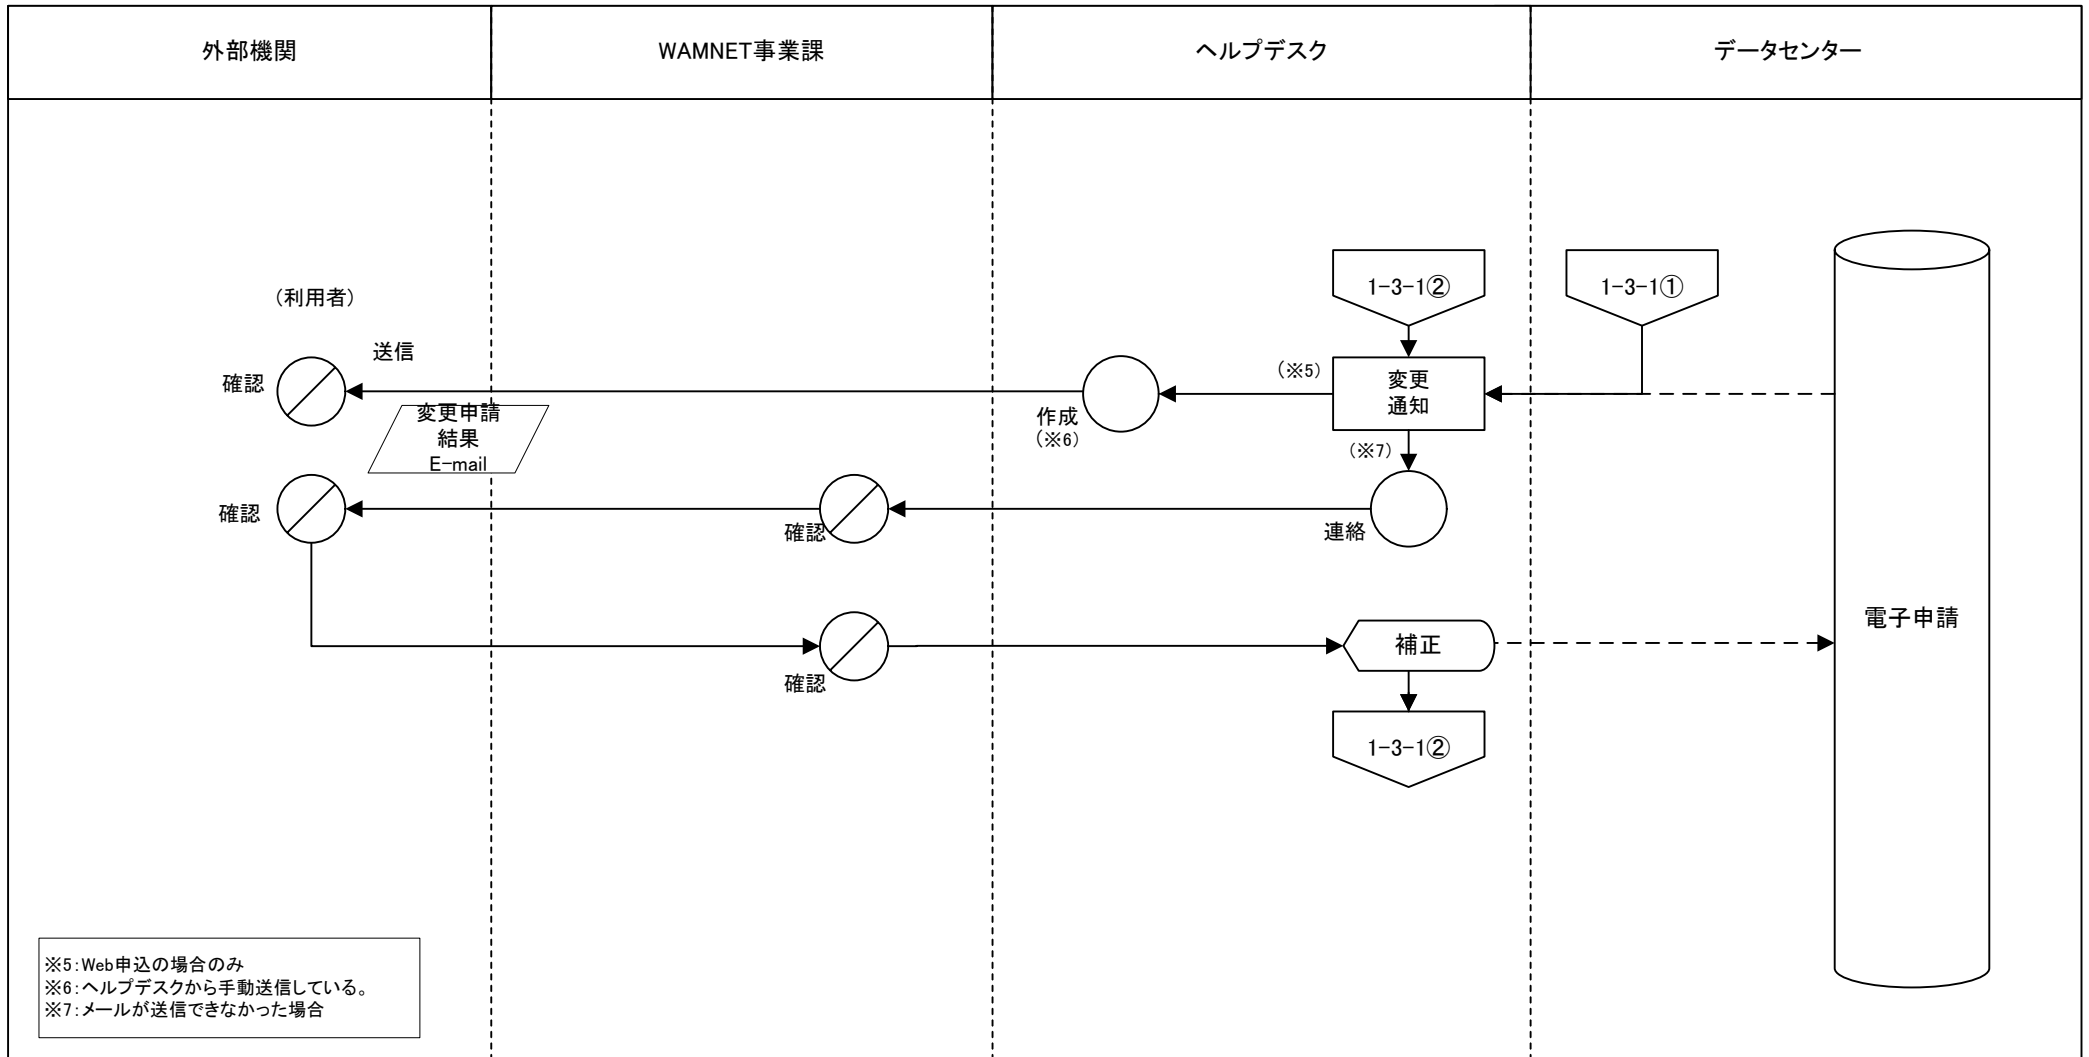 外部機関
WAMNET事業課
ヘルプデスク
データセンター
1-3-1②
1-3-1①
(利用者)
送信
確認
(※5)
変更
通知
変更申請
結果
E-mail
作成
(※6)
(※7)
確認
確認
連絡
電子申請
補正
確認
1-3-1②
※5:Web申込の場合のみ
※6:ヘルプデスクから手動送信している。
※7:メールが送信できなかった場合